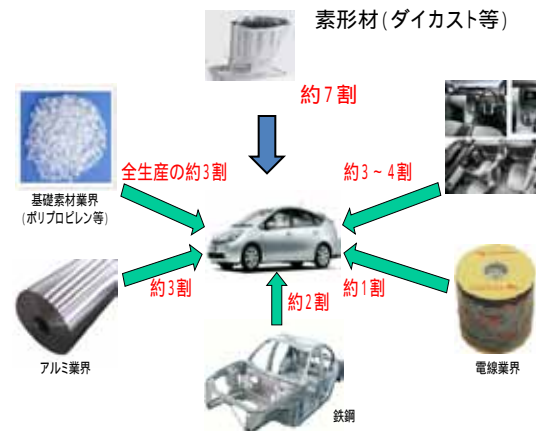 素形材(ダイカスト等)
約7割
全生産の約3割
約3~4割
基礎素材業界
(ポリプロピレン等)
約3割
約2割
約1割
アルミ業界
鉄鋼
電線業界